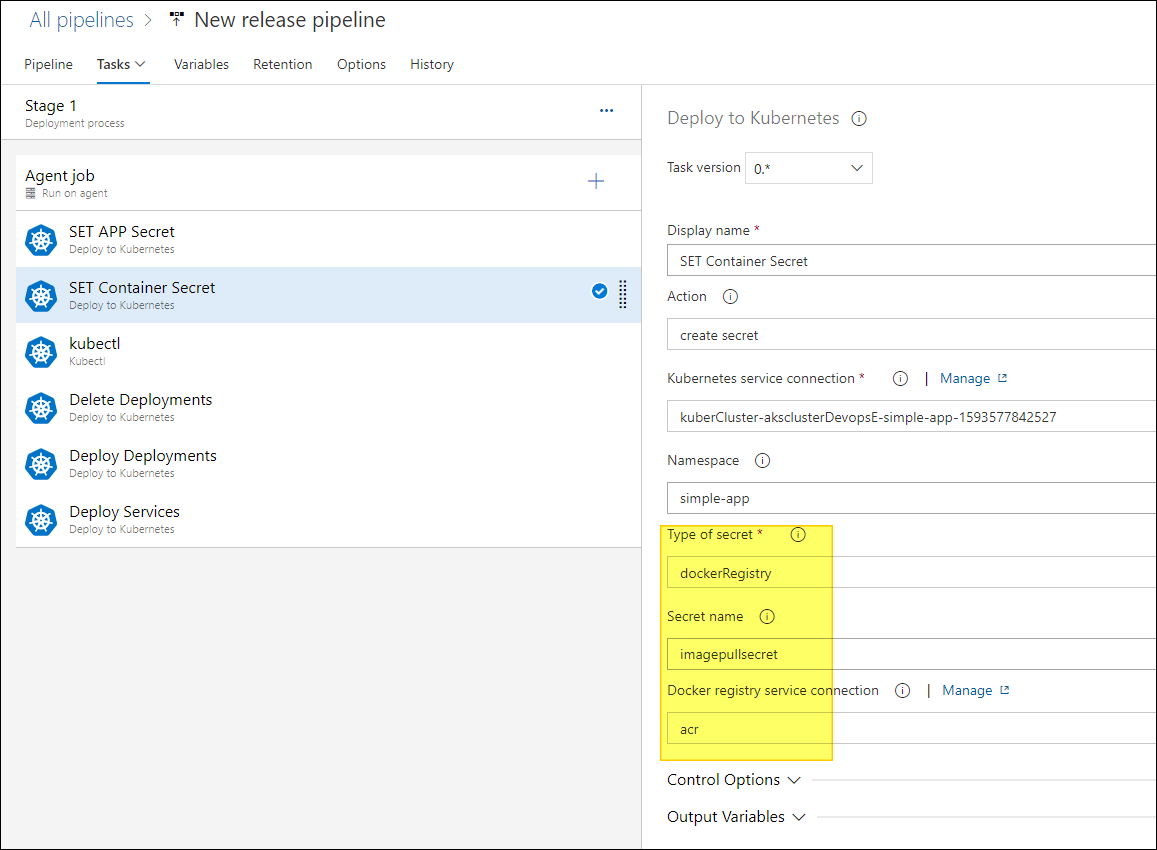 All pipelines > New release pipeline
Pipeline Tasks Variables Retention Options History
Stage 1
Deployment process
Agent job
Run on agent
SET APP Secret
Deploy to Kubernetes
SET Container Secret
Deploy to Kubernetes
kubectl
Kubectl
Delete Deployments
Deploy to Kubernetes
Deploy Deployments
Deploy to Kubernetes
Deploy Services
Deploy to Kubernetes
Deploy to Kubernetes
Task version 0.*
Display name *
SET Container Secret
Action
create secret
Kubernetes service connection * | Manage
kuberCluster-aksclusterDevopsE-simple-app-1593577842527
Namespace
simple-app
Type of secret *
dockerRegistry
Secret name
imagepullsecret
Docker registry service connection | Manage
acr
Control Options
Output Variables